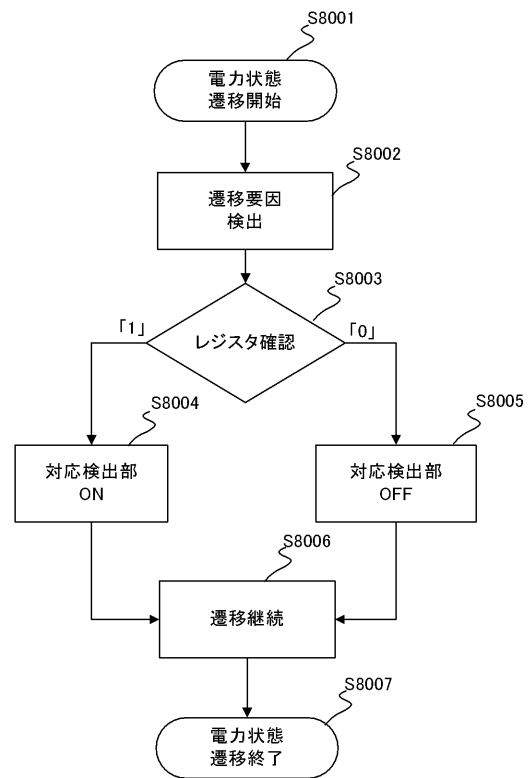 S8001
電力状態
遷移開始
S8002
遷移要因
検出
S8003
「1」
レジスタ確認
「0」
S8004
対応検出部
ON
S8005
対応検出部
OFF
S8006
遷移継続
S8007
電力状態
遷移終了